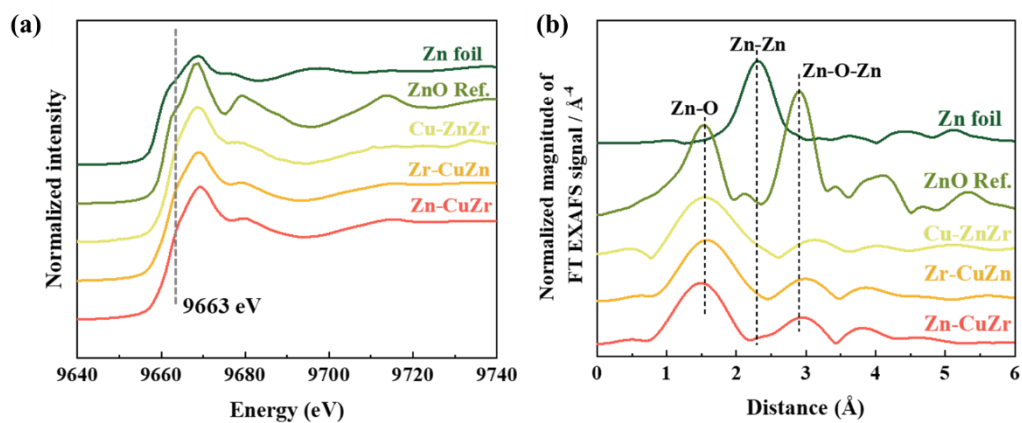 (a)
Zn foil
ZnO Ref.
Cu-ZnZr
Zr-CuZn
Zn-CuZr
9663 eV
Normalized intensity
9640 9660 9680 9700 9720 9740
Energy (eV)
(b)
Zn-Zn
Zn-O-Zn
Zn-O
Zn foil
ZnO Ref.
Cu-ZnZr
Zr-CuZn
Zn-CuZr
Normalized magnitude of
FT EXAFS signal / Å⁻⁴
0 1 2 3 4 5 6
Distance (Å)